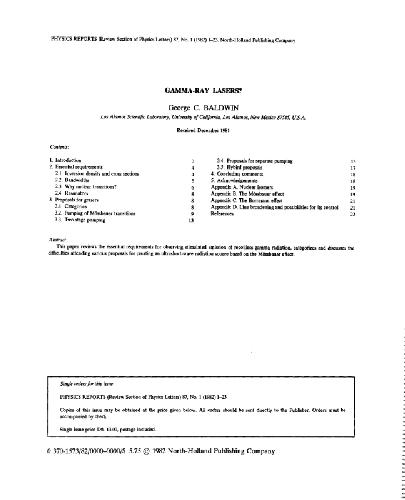 PHYSICS REPORTS (Review Section of Physics Letters) 87, No. 1 (1982) 1–23. North-Holland Publishing Company
GAMMA-RAY LASERS?
George C. BALDWIN
Los Alamos Scientific Laboratory, University of California, Los Alamos, New Mexico 87545, U.S.A.
Received December 1981
Contents:
1. Introduction
2. Essential requirements 4
2.1. Inversion density and cross sections 4
2.2. Bandwidths 5
2.3. Why nuclear transitions? 6
2.4. Resonators 8
3. Proposals for grasers 8
3.1. Categories 8
3.2. Pumping of Mössbauer transitions 9
3.3. Two-stage pumping 13
3.4. Proposals for separate pumping 15
3.5. Hybrid proposals 17
4. Concluding comments 18
5. Acknowledgements 18
Appendix A. Nuclear isomers 19
Appendix B. The Mössbauer effect 19
Appendix C. The Borrmann effect 21
Appendix D. Line broadening and possibilities for its control 21
References 22
Abstract:
This paper reviews the essential requirements for observing stimulated emission of recoilless gamma radiation, categorizes and discusses the
difficulties attending various proposals for creating an ultrashort-wave radiation source based on the Mössbauer effect.
Single orders for this issue
PHYSICS REPORTS (Review Section of Physics Letters) 87, No. 1 (1982) 1–23.
Copies of this issue may be obtained at the price given below. All orders should be sent directly to the Publisher. Orders must be
accompanied by check.
Single issue price Dfl. 13.00, postage included.
0 370-1573/82/0000–0000/$ 5.75 © 1982 North-Holland Publishing Company